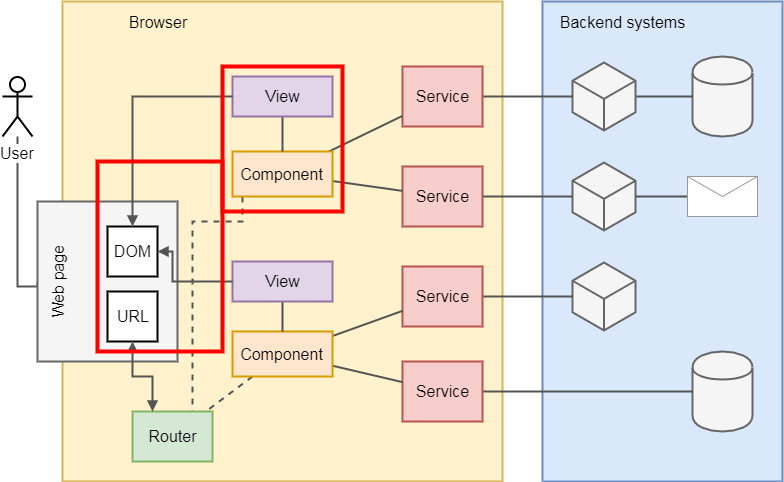 Browser
Backend systems
View
Service
User
Component
Service
Web page
DOM
View
URL
Service
Component
Service
Router